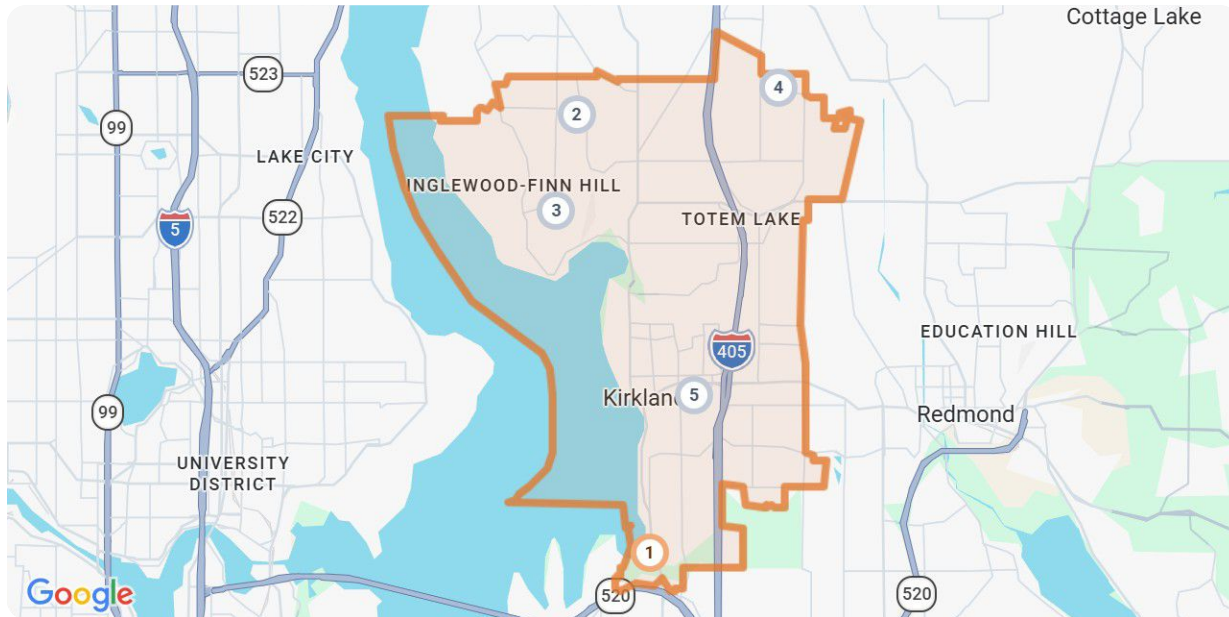 Cottage Lake
523
4
99
2
LAKE CITY
INGLEWOOD-FINN HILL
522
3
TOTEM LAKE
5
EDUCATION HILL
405
5
Kirklan
99
Redmond
UNIVERSITY
DISTRICT
1
520
520
Google